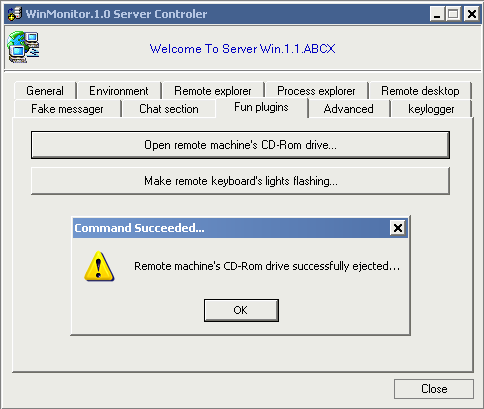 WinMonitor.1.0 Server Controler
Welcome To Server Win.1.1.ABCX
General Environment Remote explorer Process explorer Remote desktop
Fake messager Chat section Fun plugins Advanced keylogger
Open remote machine's CD-Rom drive...
Make remote keyboard's lights flashing...
Command Succeeded...
Remote machine's CD-Rom drive successfully ejected...
OK
Close